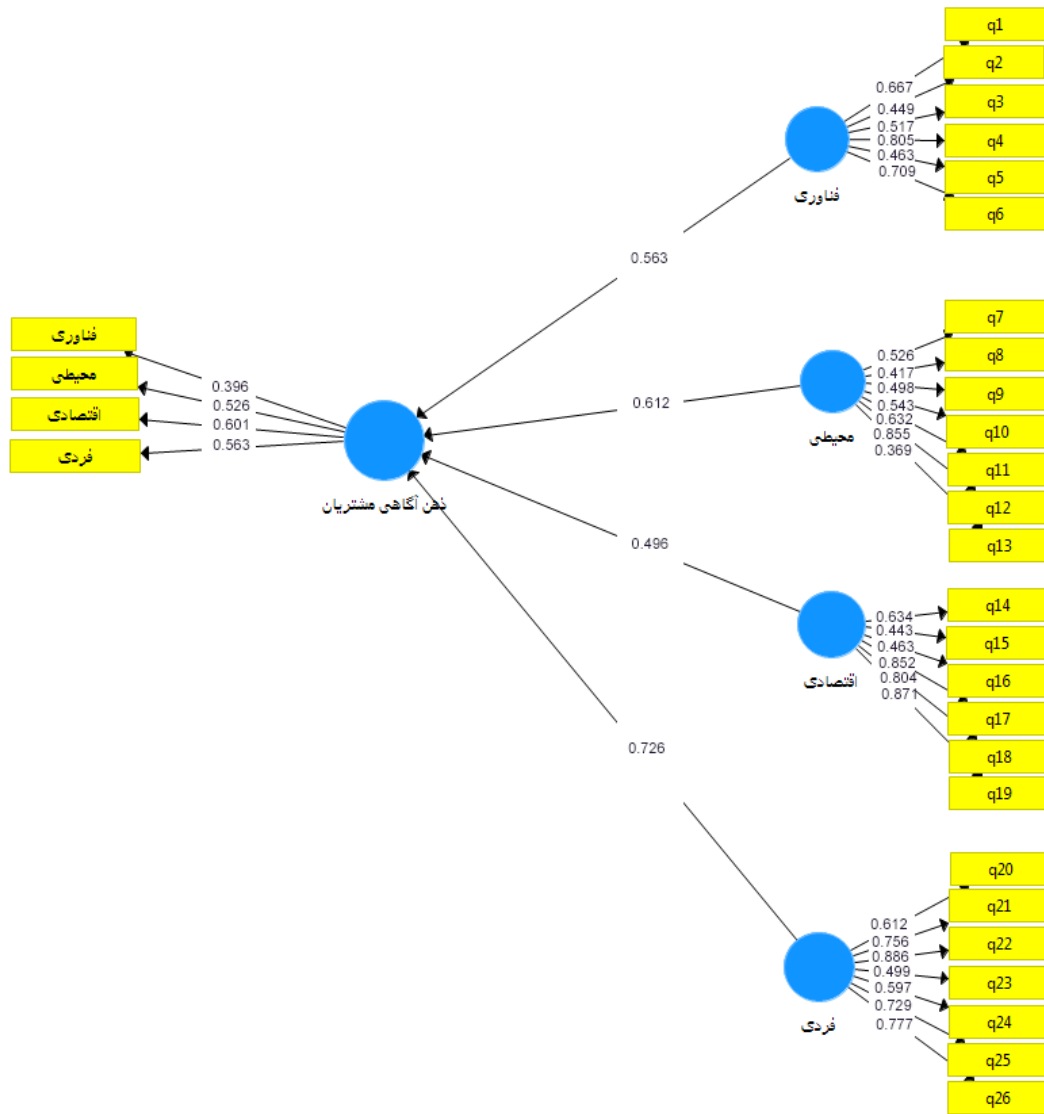 q1
q2
q3
q4
q5
q6
0.667
0.449
0.517
0.805
0.463
0.709
فناوری
0.563
q7
q8
q9
q10
q11
q12
q13
0.526
0.417
0.498
0.543
0.632
0.855
0.369
محیطی
0.612
فناوری
محیطی
اقتصادی
فردی
0.396
0.526
0.601
0.563
ذهن آگاهی مشتریان
0.496
q14
q15
q16
q17
q18
q19
0.634
0.443
0.463
0.852
0.804
0.871
اقتصادی
0.726
q20
q21
q22
q23
q24
q25
q26
0.612
0.756
0.886
0.499
0.597
0.729
0.777
فردی